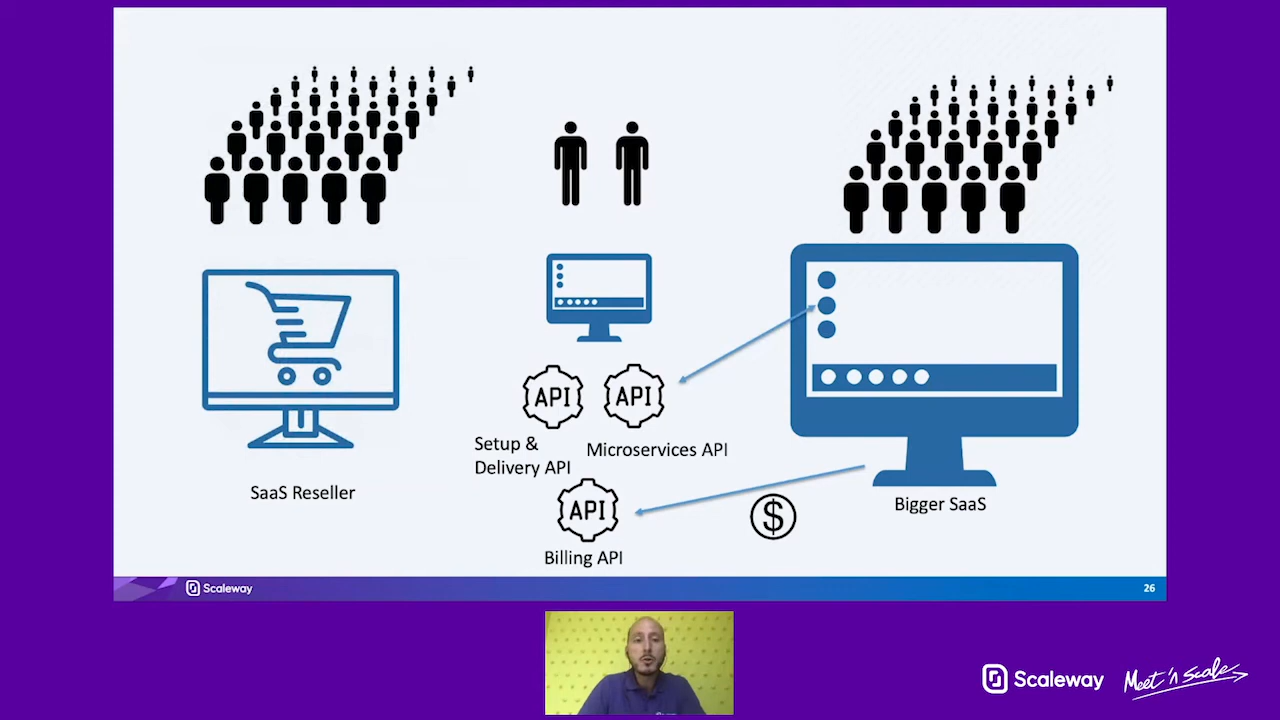 API
API
Setup &
Delivery API
Microservices API
SaaS Reseller
API
$
Bigger SaaS
Billing API
Scaleway
26
Scaleway
Meet 'n Scale